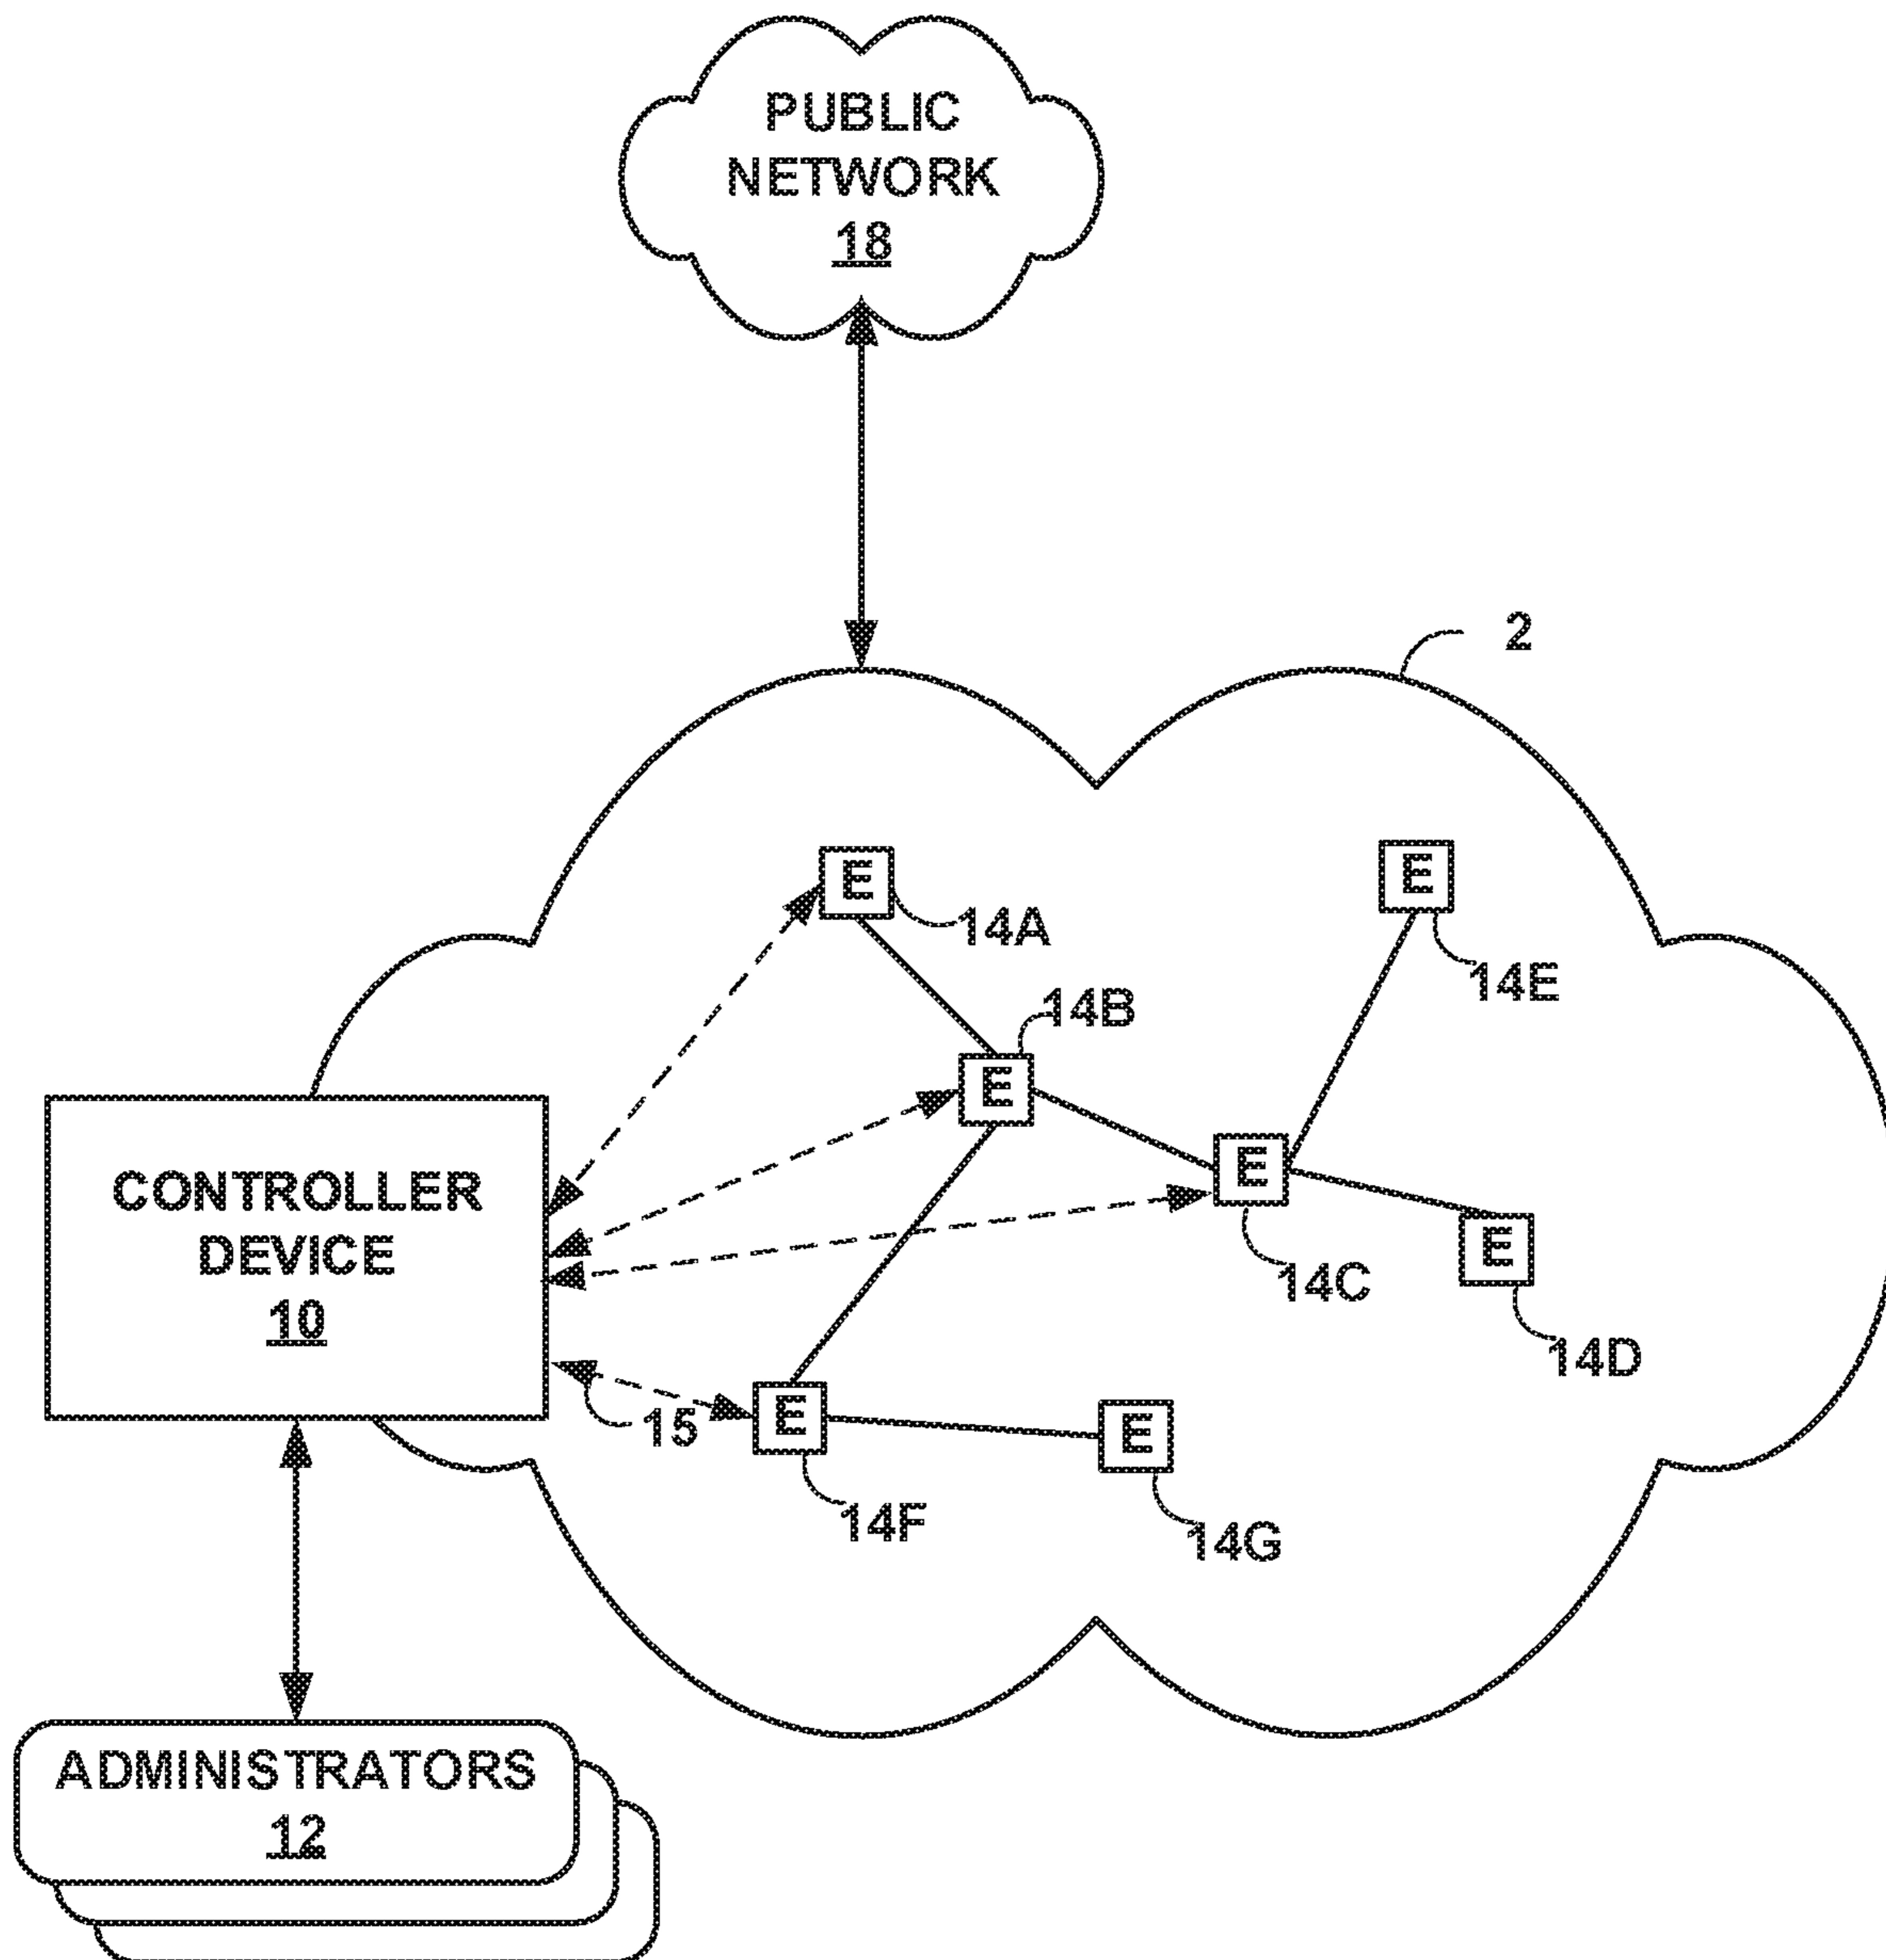 PUBLIC
NETWORK
18
2
E
14A
E
14E
14B
E
E
14C
E
14D
CONTROLLER
DEVICE
10
15
E
14F
E
14G
ADMINISTRATORS
12